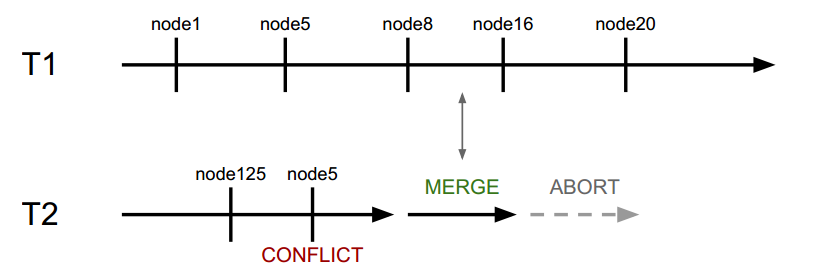 node1 node5 node8 node16 node20
T1
node125 node5 MERGE ABORT
T2
CONFLICT